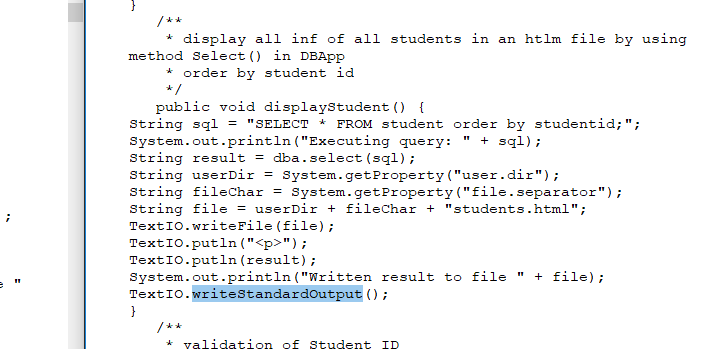 }
/**
* display all inf of all students in an htlm file by using
method Select() in DBApp
* order by student id
*/
public void displayStudent() {
String sql = "SELECT * FROM student order by studentid;";
System.out.println("Executing query: " + sql);
String result = dba.select(sql);
String userDir = System.getProperty("user.dir");
String fileChar = System.getProperty("file.separator");
String file = userDir + fileChar + "students.html";
;
TextIO.writeFile(file);
TextIO.putln("<p>");
TextIO.putln(result);
System.out.println("Written result to file " + file);
e "
TextIO.writeStandardOutput();
}
/**
* validation of Student ID